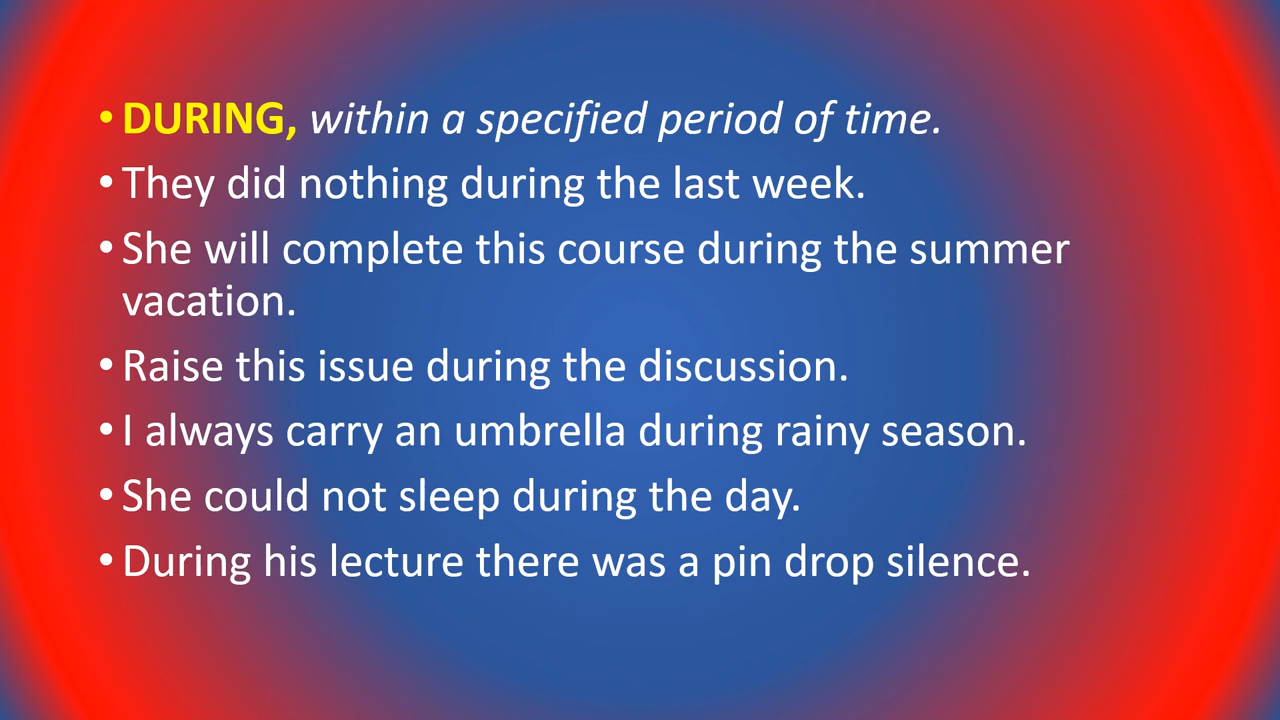 • DURING, within a specified period of time.
• They did nothing during the last week.
• She will complete this course during the summer
vacation.
• Raise this issue during the discussion.
• I always carry an umbrella during rainy season.
• She could not sleep during the day.
• During his lecture there was a pin drop silence.